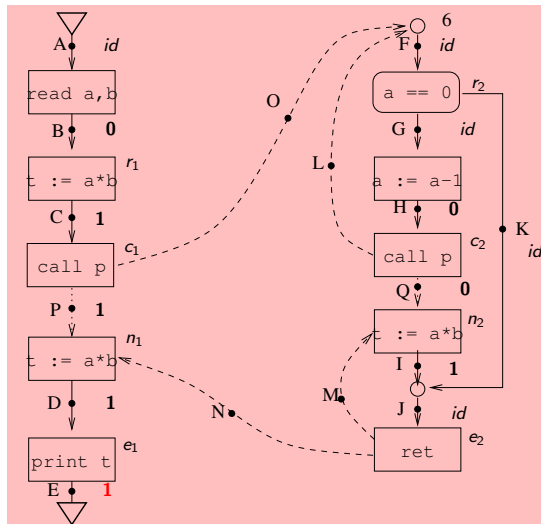 A id
read a,b
B 0
r1
t := a*b
C 1
c1
call p
P 1
n1
t := a*b
D 1
e1
print t
E 1
O
L
N
M
6
F id
r2
a == 0
G id
a := a-1
H 0
K
id
c2
call p
Q 0
n2
t := a*b
I 1
J id
e2
ret